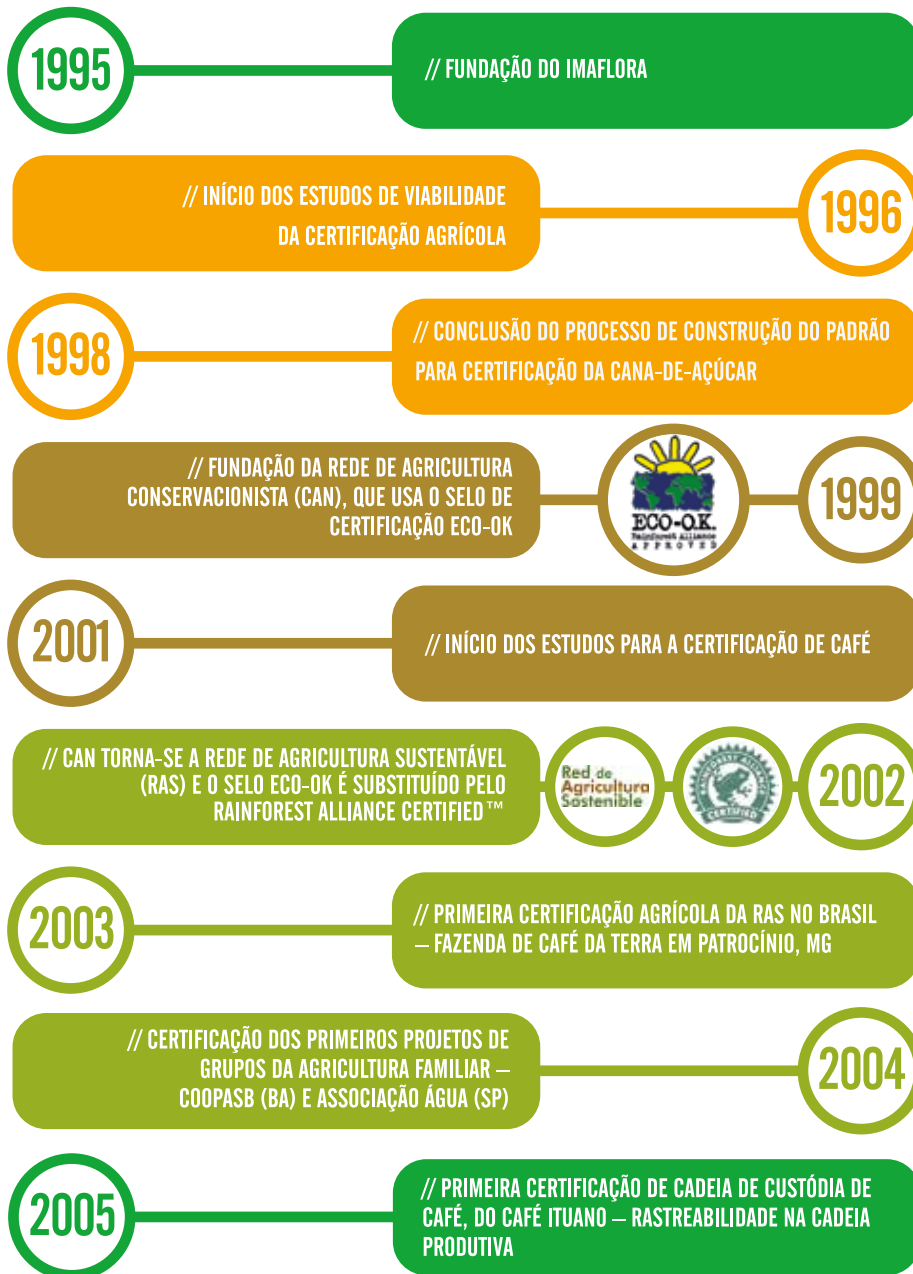 1995
// FUNDAÇÃO DO IMAFLORA
// INÍCIO DOS ESTUDOS DE VIABILIDADE
DA CERTIFICAÇÃO AGRÍCOLA
1996
1998
// CONCLUSÃO DO PROCESSO DE CONSTRUÇÃO DO PADRÃO
PARA CERTIFICAÇÃO DA CANA-DE-AÇÚCAR
// FUNDAÇÃO DA REDE DE AGRICULTURA
CONSERVACIONISTA (CAN), QUE USA O SELO DE
CERTIFICAÇÃO ECO-OK
ECO-O.K.
Rainforest Alliance
APPROVED
1999
2001
// INÍCIO DOS ESTUDOS PARA A CERTIFICAÇÃO DE CAFÉ
// CAN TORNA-SE A REDE DE AGRICULTURA SUSTENTÁVEL
(RAS) E O SELO ECO-OK É SUBSTITUÍDO PELO
RAINFOREST ALLIANCE CERTIFIED™
Red de
Agricultura
Sostenible
RAINFOREST ALLIANCE
CERTIFIED
2002
2003
// PRIMEIRA CERTIFICAÇÃO AGRÍCOLA DA RAS NO BRASIL
– FAZENDA DE CAFÉ DA TERRA EM PATROCÍNIO, MG
// CERTIFICAÇÃO DOS PRIMEIROS PROJETOS DE
GRUPOS DA AGRICULTURA FAMILIAR –
COOPASB (BA) E ASSOCIAÇÃO ÁGUA (SP)
2004
2005
// PRIMEIRA CERTIFICAÇÃO DE CADEIA DE CUSTÓDIA DE
CAFÉ, DO CAFÉ ITUANO – RASTREABILIDADE NA CADEIA
PRODUTIVA